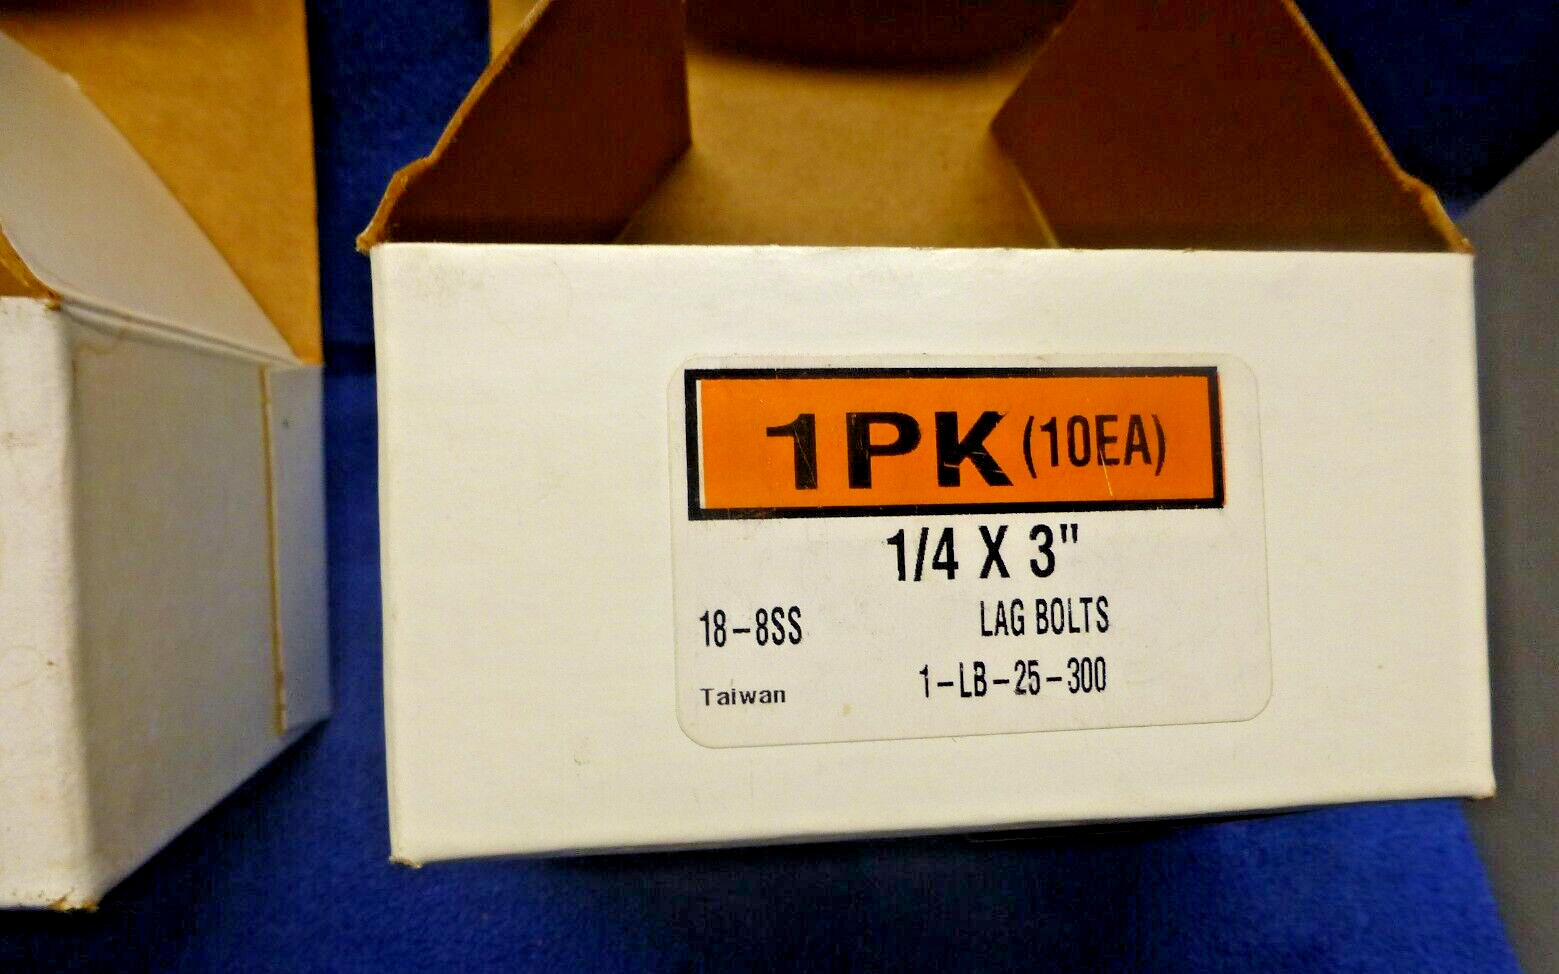 1PK (10EA)
1/4 X 3"
18-8SS LAG BOLTS
Taiwan 1-LB-25-300